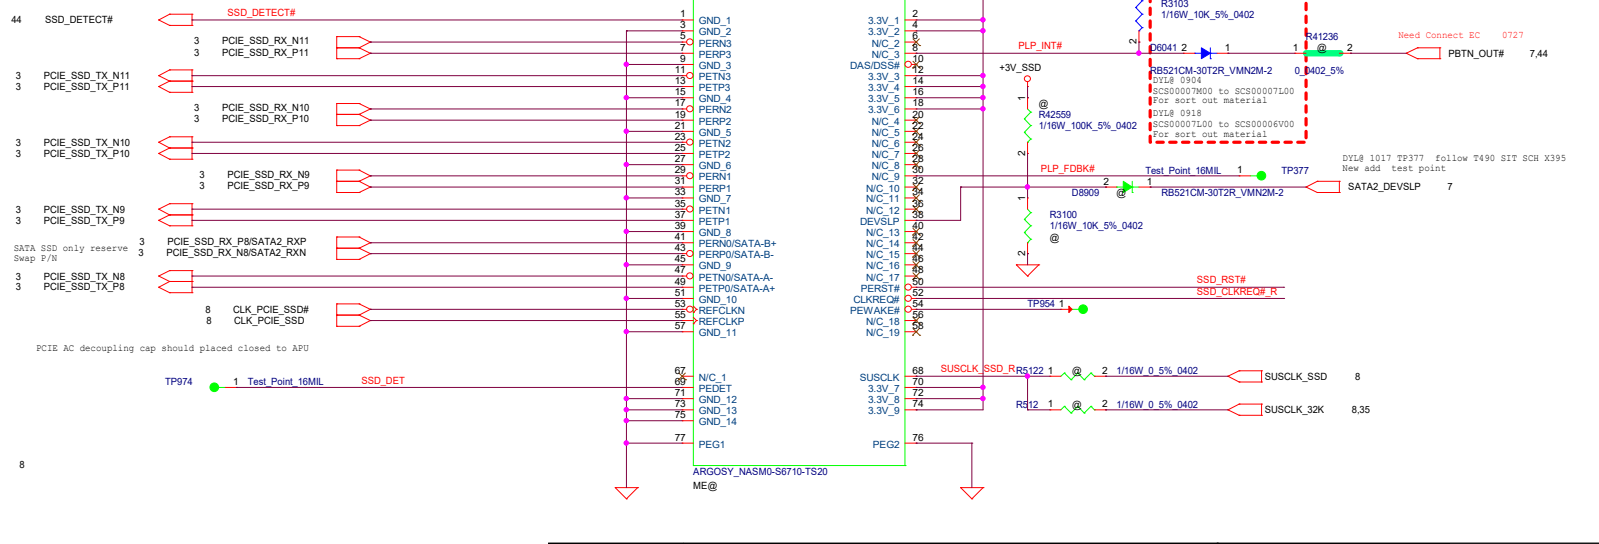 44 SSD_DETECT# SSD_DETECT# 1 GND_1 3.3V_1 2
3 GND_2 3.3V_2 4
3 PCIE_SSD_RX_N11 5 PERN3 N/C_2 6
3 PCIE_SSD_RX_P11 7 PERP3 N/C_3 8
9 GND_3 DAS/DSS# 10
3 PCIE_SSD_TX_N11 11 PETN3 3.3V_3 12
3 PCIE_SSD_TX_P11 13 PETP3 3.3V_4 14
15 GND_4 3.3V_5 16
3 PCIE_SSD_RX_N10 17 PERN2 3.3V_6 18
3 PCIE_SSD_RX_P10 19 PERP2 N/C_4 20
21 GND_5 N/C_5 22
3 PCIE_SSD_TX_N10 23 PETN2 N/C_6 24
3 PCIE_SSD_TX_P10 25 PETP2 N/C_7 26
27 GND_6 N/C_8 28
3 PCIE_SSD_RX_N9 29 PERN1 N/C_9 30
3 PCIE_SSD_RX_P9 31 PERP1 N/C_10 32
33 GND_7 N/C_11 34
3 PCIE_SSD_TX_N9 35 PETN1 N/C_12 36
3 PCIE_SSD_TX_P9 37 PETP1 DEVSLP 38
39 GND_8 N/C_13 40
3 PCIE_SSD_RX_P8/SATA2_RXP 41 PERN0/SATA-B+ N/C_14 42
SATA SSD only reserve
Swap P/N
3 PCIE_SSD_RX_N8/SATA2_RXN 43 PERP0/SATA-B- N/C_15 44
45 GND_9 N/C_16 46
3 PCIE_SSD_TX_N8 47 PETN0/SATA-A- N/C_17 48
3 PCIE_SSD_TX_P8 49 PETP0/SATA-A+ PERST# 50 SSD_RST#
51 GND_10 CLKREQ# 52 SSD_CLKREQ#_R
8 CLK_PCIE_SSD# 53 REFCLKN PEWAKE# 54 TP954 1
8 CLK_PCIE_SSD 55 REFCLKP N/C_18 56
57 GND_11 N/C_19 58
PCIE AC decoupling cap should placed closed to APU
67 N/C_1 SUSCLK 68 SUSCLK_SSD_R R5122 1 @ 2 1/16W_0_5%_0402 SUSCLK_SSD 8
TP974 1 Test_Point_16MIL SSD_DET 69 PEDET 3.3V_7 70
71 GND_12 3.3V_8 72
73 GND_13 3.3V_9 74 R512 1 @ 2 1/16W_0_5%_0402 SUSCLK_32K 8,35
75 GND_14
77 PEG1 PEG2 76
8
ARGOSY_NASM0-S6710-TS20
ME@
R3103
1/16W_10K_5%_0402
2
Need Connect EC 0727
PLP_INT# D6041 2 1 1 R41236 @ 2 PBTN_OUT# 7,44
RB521CM-30T2R_VMN2M-2 0_0402_5%
DYL@ 0904
SCS00007M00 to SCS00007L00
For sort out material
DYL@ 0918
SCS00007L00 to SCS00006V00
For sort out material
+3V_SSD
1 @
R42559
1/16W_100K_5%_0402
2
DYL@ 1017 TP377 follow T490 SIT SCH X395
New add test point
PLP_FDBK# Test_Point_16MIL 1 TP377
D8909 2 @ 1 RB521CM-30T2R_VMN2M-2 SATA2_DEVSLP 7
1
R3100
1/16W_10K_5%_0402
@
2